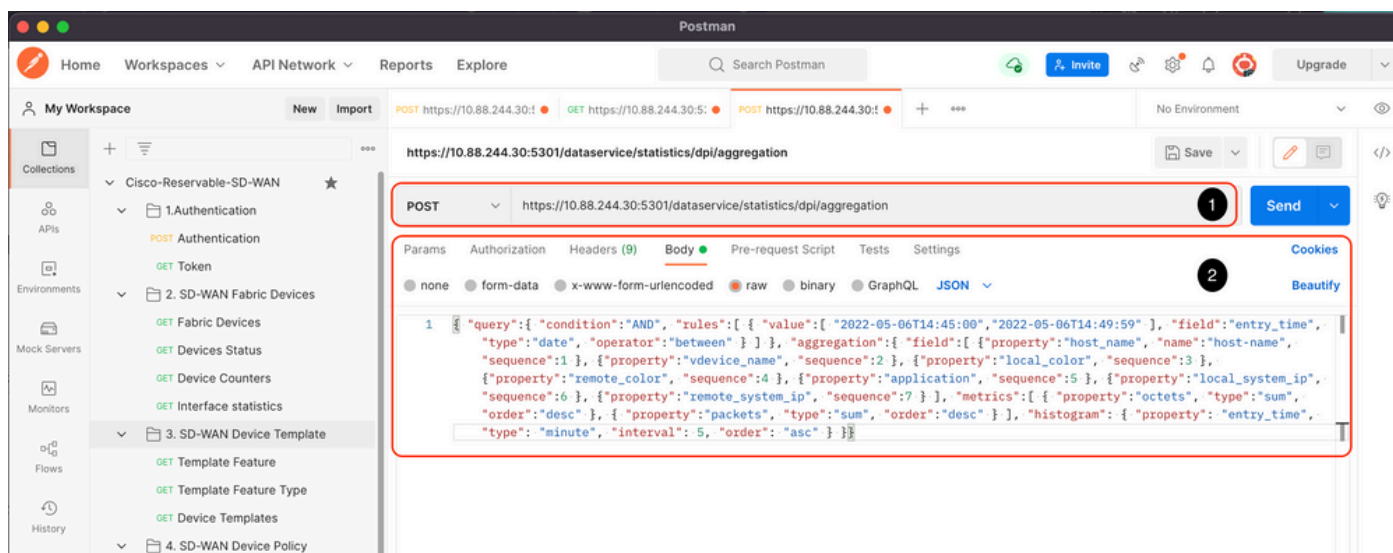 Postman
Home Workspaces API Network Reports Explore Search Postman Invite Upgrade
My Workspace New Import POST https://10.88.244.30:5 GET https://10.88.244.30:53 POST https://10.88.244.30:5 No Environment
Collections
APIs
Environments
Mock Servers
Monitors
Flows
History
Cisco-Reservable-SD-WAN
1.Authentication
POST Authentication
GET Token
2. SD-WAN Fabric Devices
GET Fabric Devices
GET Devices Status
GET Device Counters
GET Interface statistics
3. SD-WAN Device Template
GET Template Feature
GET Template Feature Type
GET Device Templates
4. SD-WAN Device Policy
https://10.88.244.30:5301/dataservice/statistics/dpi/aggregation Save </>
POST https://10.88.244.30:5301/dataservice/statistics/dpi/aggregation 1 Send
Params Authorization Headers (9) Body Pre-request Script Tests Settings Cookies
2
none form-data x-www-form-urlencoded raw binary GraphQL JSON Beautify
1 { "query":{ "condition":"AND", "rules":[ { "value":[ "2022-05-06T14:45:00","2022-05-06T14:49:59" ], "field":"entry_time",
"type":"date", "operator":"between" } ] }, "aggregation":{ "field":[ {"property":"host_name", "name":"host-name",
"sequence":1 }, {"property":"vdevice_name", "sequence":2 }, {"property":"local_color", "sequence":3 },
{"property":"remote_color", "sequence":4 }, {"property":"application", "sequence":5 }, {"property":"local_system_ip",
"sequence":6 }, {"property":"remote_system_ip", "sequence":7 } ], "metrics":[ { "property":"octets", "type":"sum",
"order":"desc" }, { "property":"packets", "type":"sum", "order":"desc" } ], "histogram": { "property": "entry_time",
"type": "minute", "interval": 5, "order": "asc" } }}